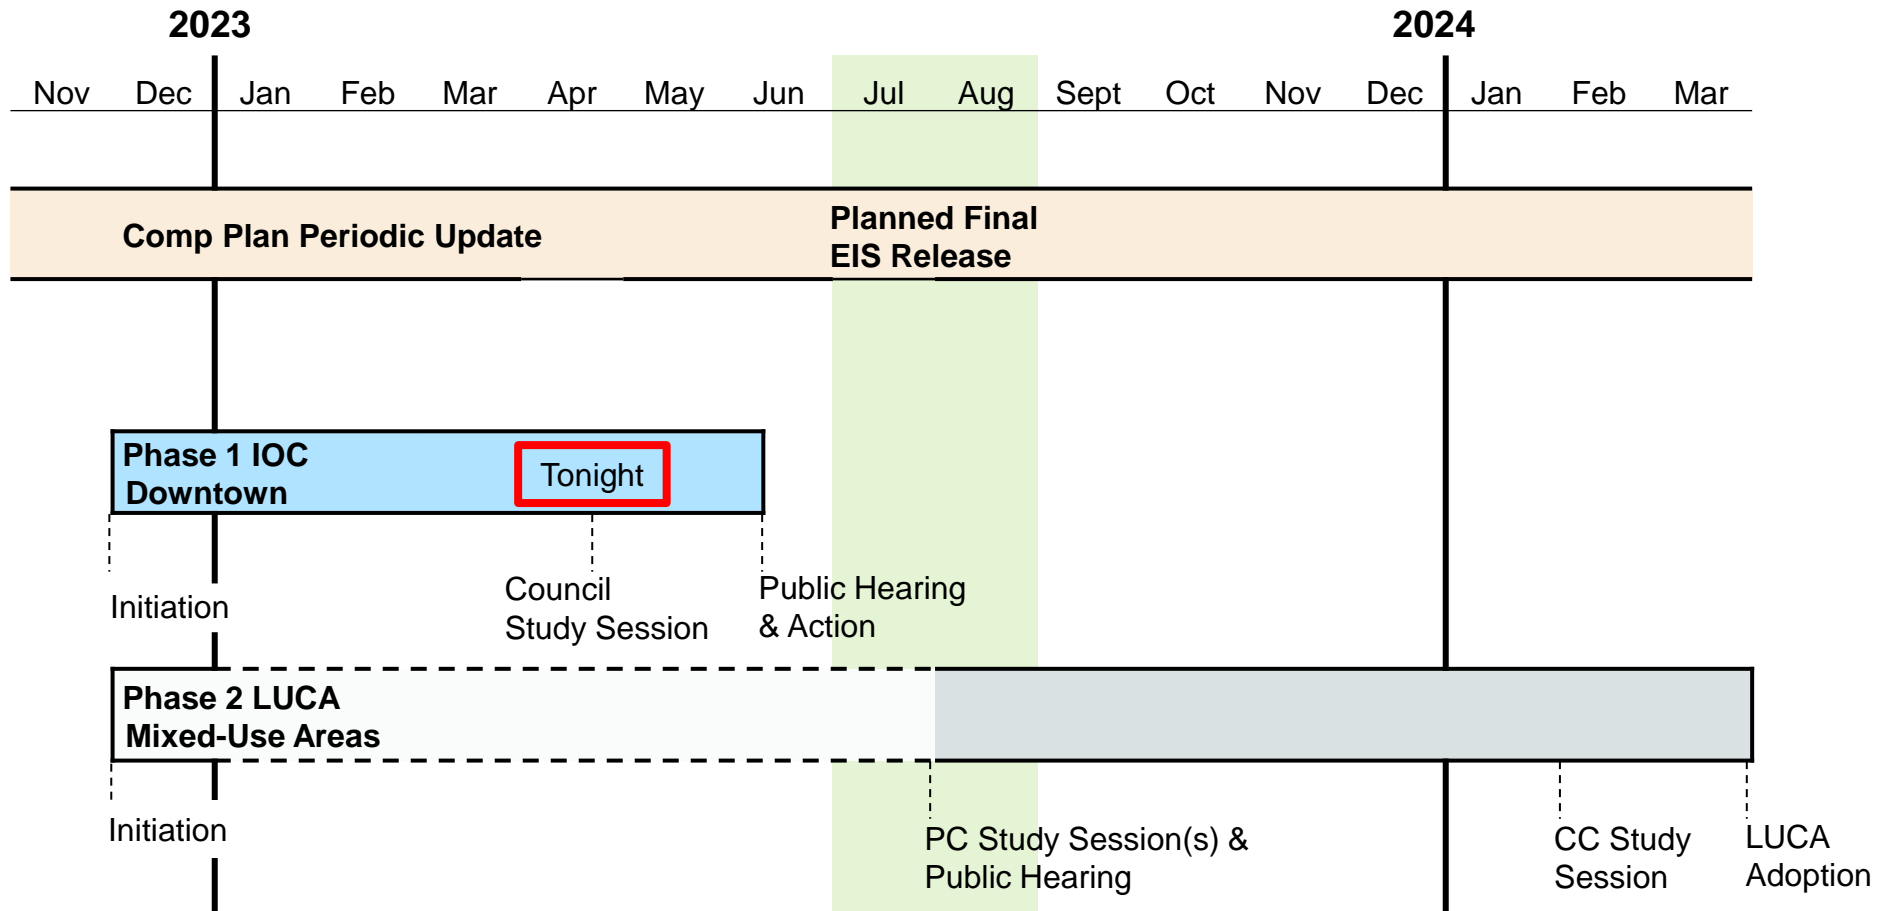 2023
2024
Nov Dec Jan Feb Mar Apr May Jun Jul Aug Sept Oct Nov Dec Jan Feb Mar
Comp Plan Periodic Update
Planned Final
EIS Release
Phase 1 IOC
Downtown
Tonight
Initiation
Council
Study Session
Public Hearing
& Action
Phase 2 LUCA
Mixed-Use Areas
Initiation
PC Study Session(s) &
Public Hearing
CC Study
Session
LUCA
Adoption